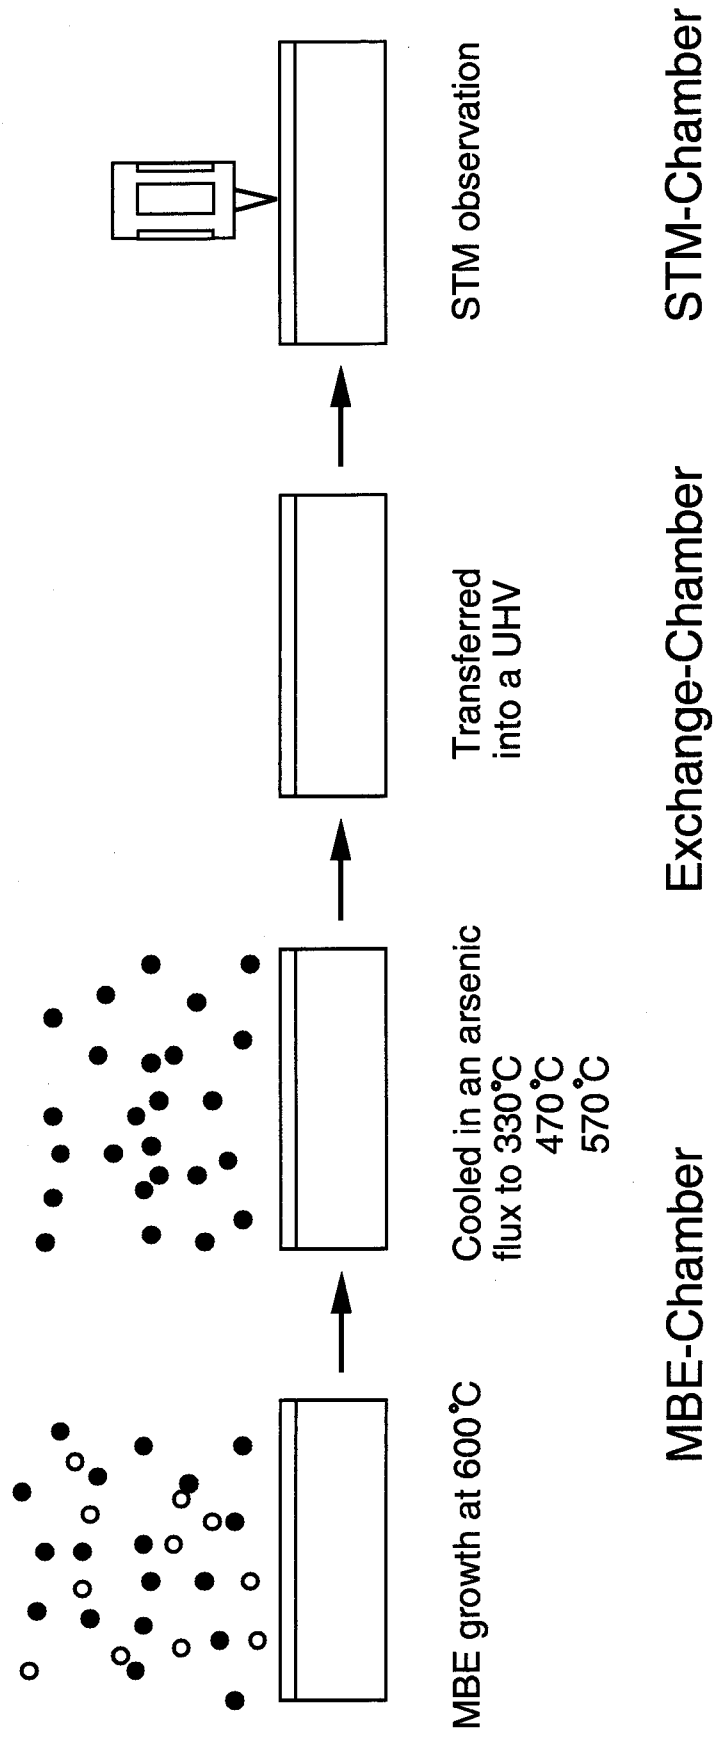 MBE growth at 600°C
Cooled in an arsenic
flux to 330°C
470°C
570°C
Transferred
into a UHV
STM observation
MBE-Chamber
Exchange-Chamber
STM-Chamber